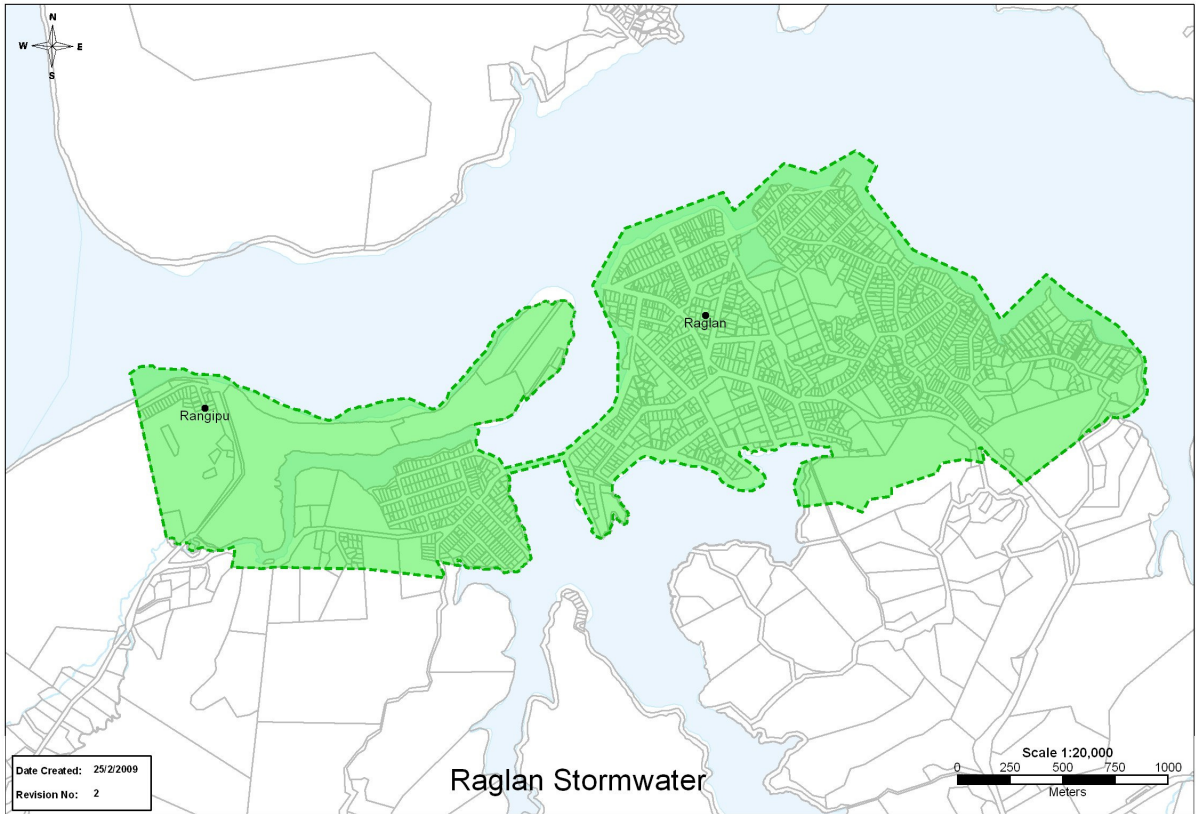 N
W E
S
Raglan
Rangipu
Date Created: 25/2/2009
Revision No: 2
Raglan Stormwater
Scale 1:20,000
0 250 500 750 1000
Meters